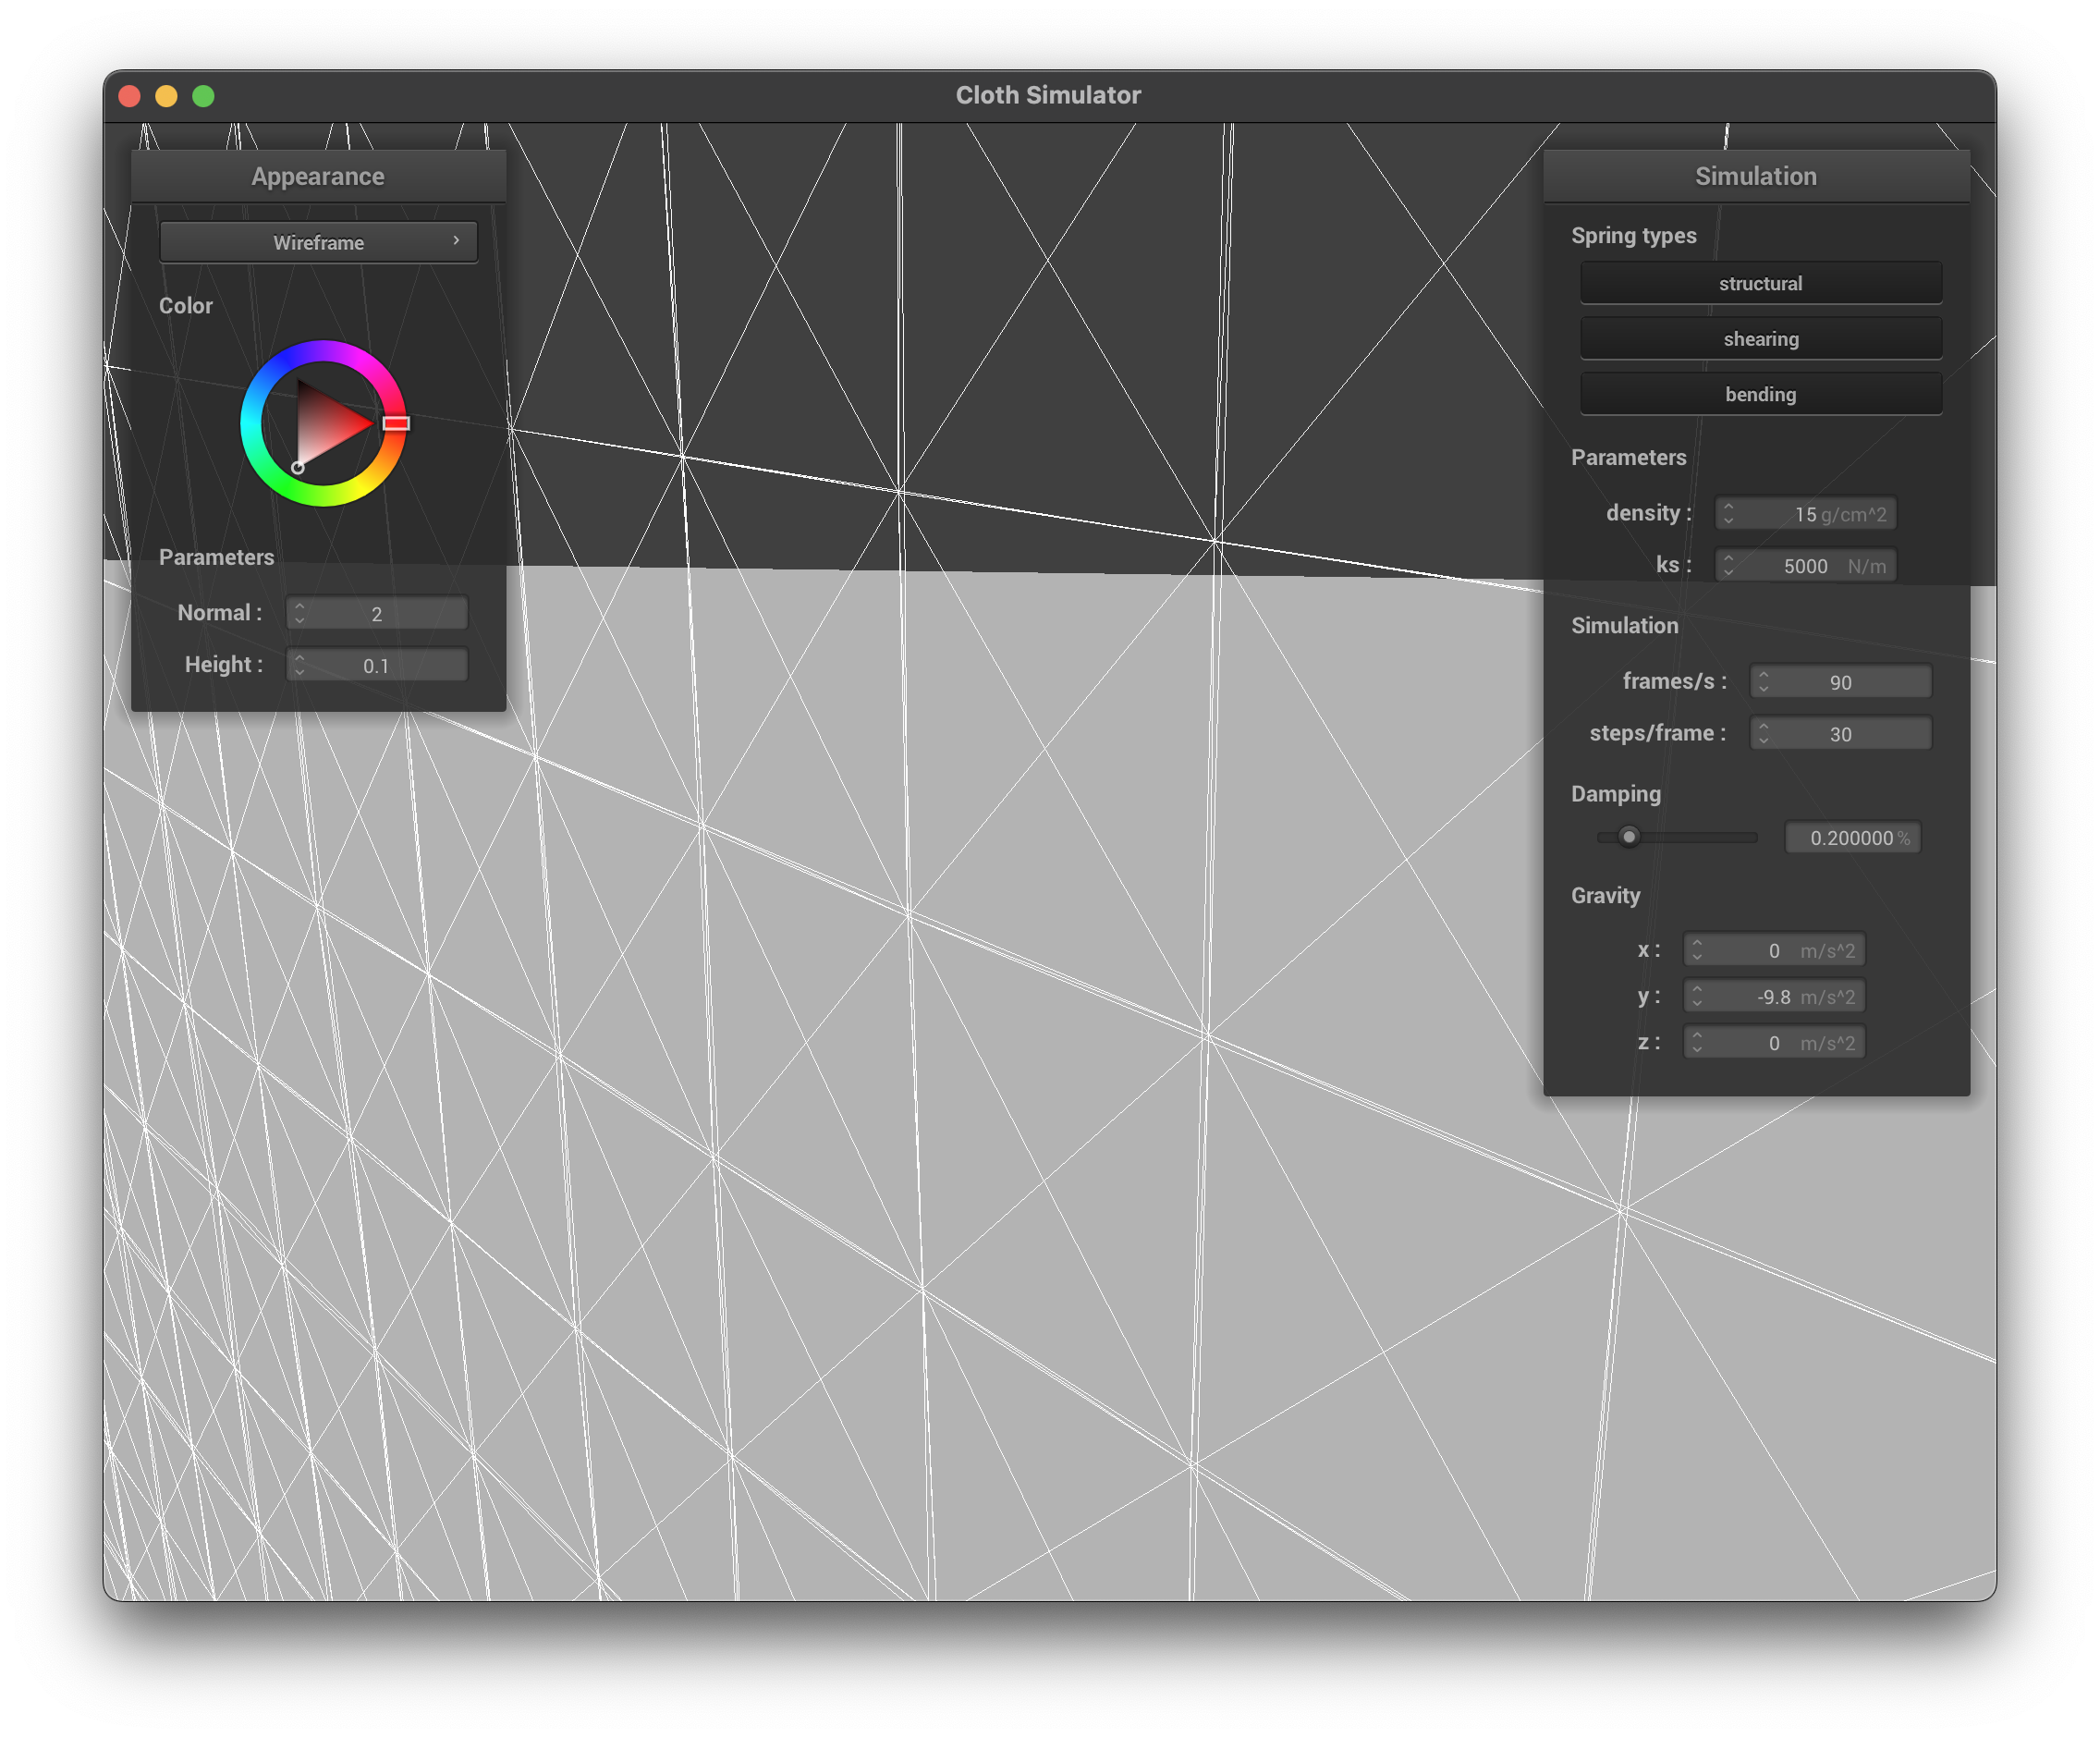 Cloth Simulator
Appearance
Wireframe
Color
Parameters
Normal : 2
Height : 0.1
Simulation
Spring types
structural
shearing
bending
Parameters
density : 15 g/cm^2
ks : 5000 N/m
Simulation
frames/s : 90
steps/frame : 30
Damping
0.200000 %
Gravity
x : 0 m/s^2
y : -9.8 m/s^2
z : 0 m/s^2